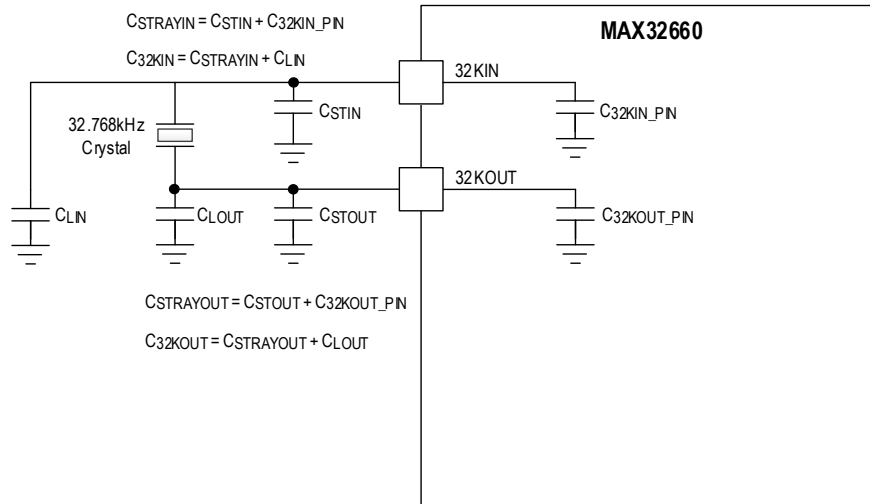 CSTRAYIN = CSTIN + C32KIN_PIN
MAX32660
C32KIN = CSTRAYIN + CLIN
32KIN
CSTIN
C32KIN_PIN
32.768kHz
Crystal
32KOUT
CLIN
CLOUT
CSTOUT
C32KOUT_PIN
CSTRAYOUT = CSTOUT + C32KOUT_PIN
C32KOUT = CSTRAYOUT + CLOUT